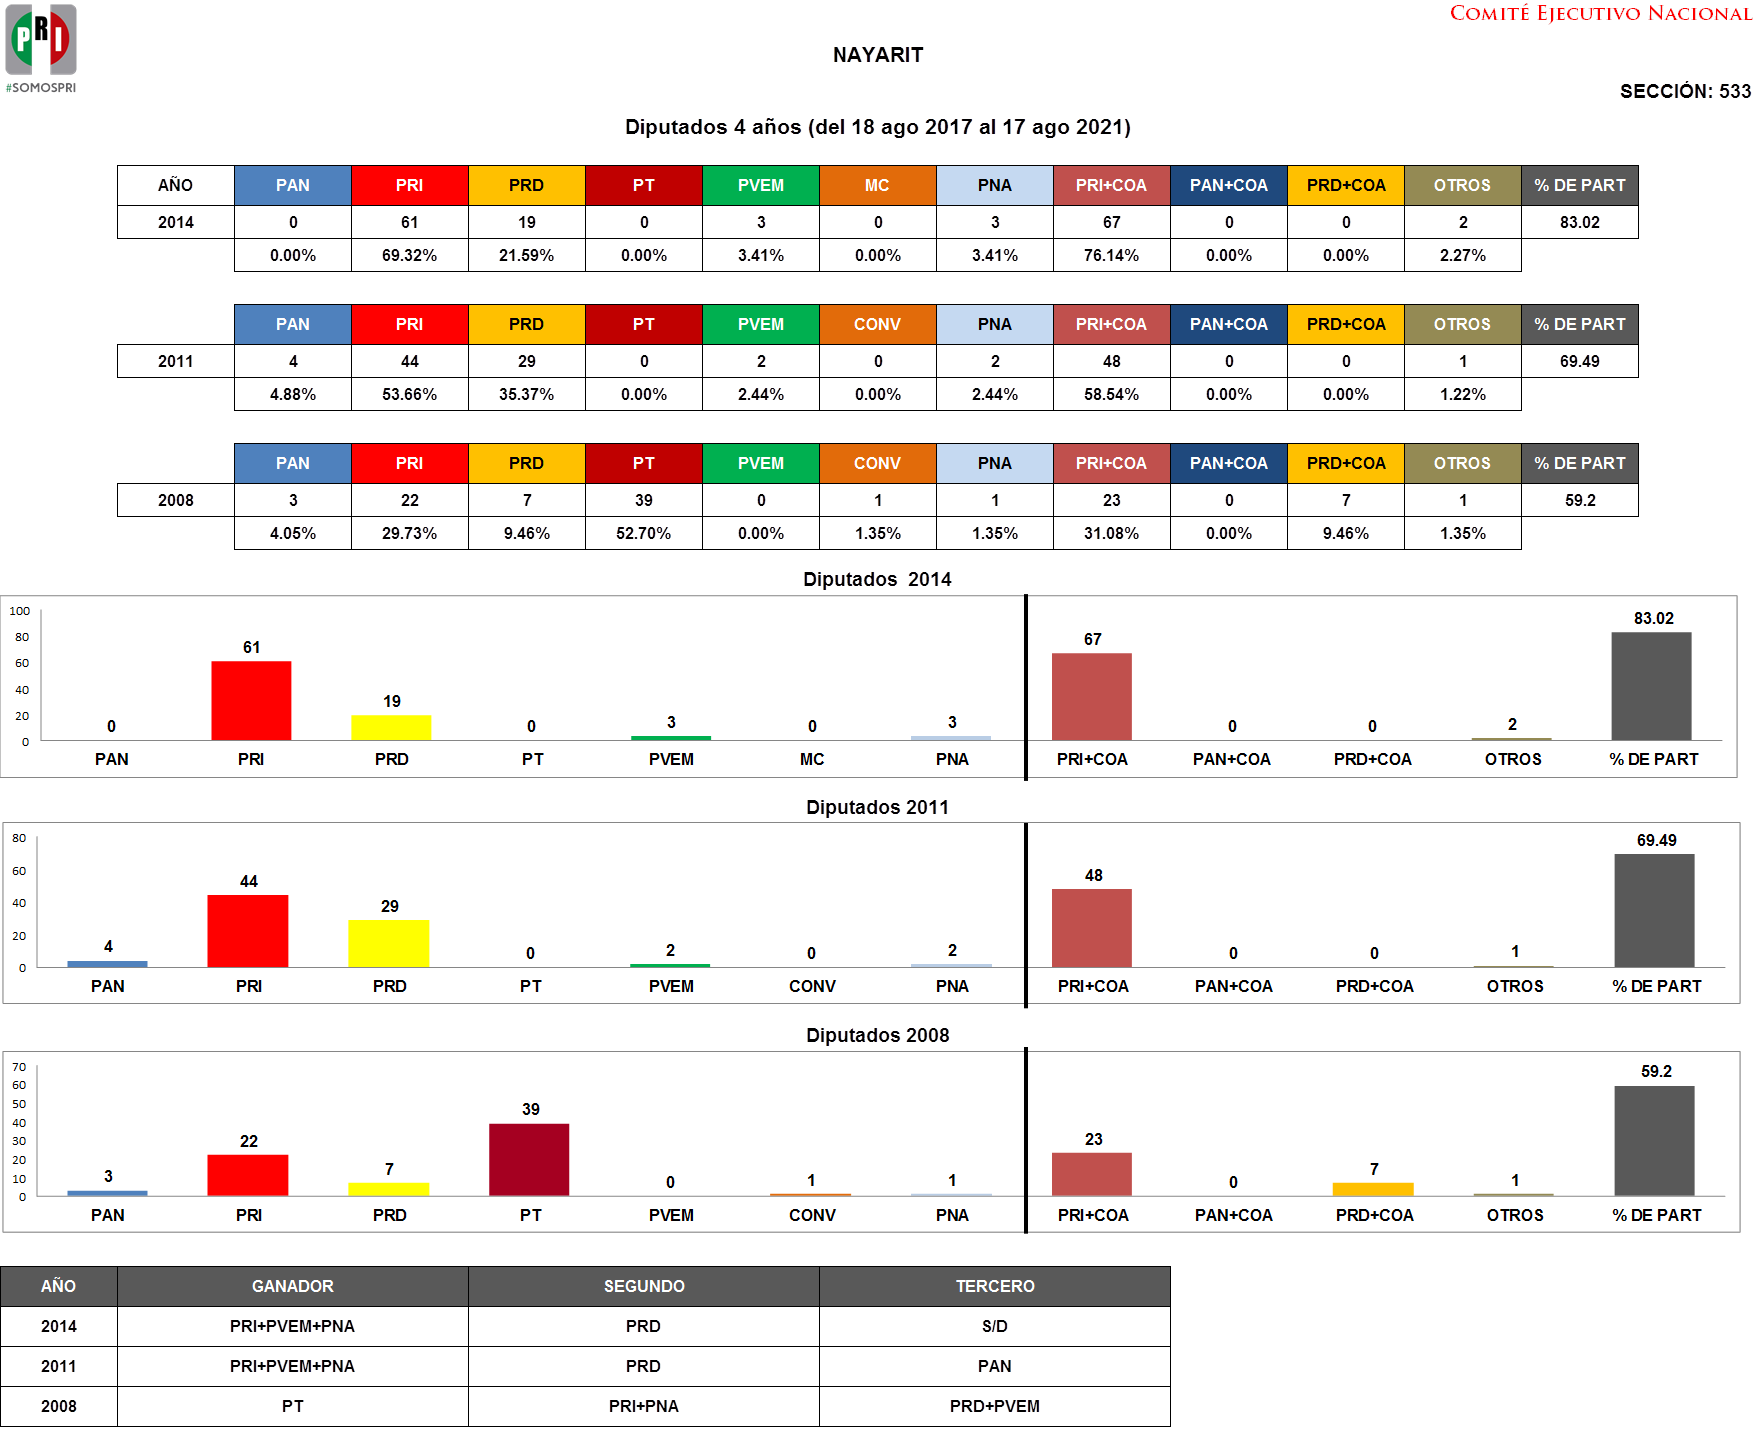 PRI
#SOMOSPRI
COMITÉ EJECUTIVO NACIONAL
NAYARIT
SECCIÓN: 533
Diputados 4 años (del 18 ago 2017 al 17 ago 2021)
AÑO PAN PRI PRD PT PVEM MC PNA PRI+COA PAN+COA PRD+COA OTROS % DE PART
2014 0 61 19 0 3 0 3 67 0 0 2 83.02
0.00% 69.32% 21.59% 0.00% 3.41% 0.00% 3.41% 76.14% 0.00% 0.00% 2.27%
PAN PRI PRD PT PVEM CONV PNA PRI+COA PAN+COA PRD+COA OTROS % DE PART
2011 4 44 29 0 2 0 2 48 0 0 1 69.49
4.88% 53.66% 35.37% 0.00% 2.44% 0.00% 2.44% 58.54% 0.00% 0.00% 1.22%
PAN PRI PRD PT PVEM CONV PNA PRI+COA PAN+COA PRD+COA OTROS % DE PART
2008 3 22 7 39 0 1 1 23 0 7 1 59.2
4.05% 29.73% 9.46% 52.70% 0.00% 1.35% 1.35% 31.08% 0.00% 9.46% 1.35%
Diputados 2014
100
80
60
40
20
0
0 61 19 0 3 0 3 67 0 0 2 83.02
PAN PRI PRD PT PVEM MC PNA PRI+COA PAN+COA PRD+COA OTROS % DE PART
Diputados 2011
80
60
40
20
0
4 44 29 0 2 0 2 48 0 0 1 69.49
PAN PRI PRD PT PVEM CONV PNA PRI+COA PAN+COA PRD+COA OTROS % DE PART
Diputados 2008
70
60
50
40
30
20
10
0
3 22 7 39 0 1 1 23 0 7 1 59.2
PAN PRI PRD PT PVEM CONV PNA PRI+COA PAN+COA PRD+COA OTROS % DE PART
AÑO GANADOR SEGUNDO TERCERO
2014 PRI+PVEM+PNA PRD S/D
2011 PRI+PVEM+PNA PRD PAN
2008 PT PRI+PNA PRD+PVEM